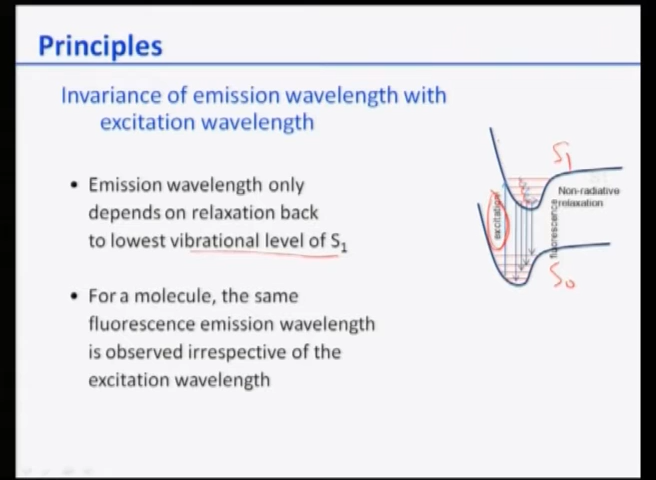 Principles
Invariance of emission wavelength with
excitation wavelength
• Emission wavelength only
depends on relaxation back
to lowest vibrational level of S1
• For a molecule, the same
fluorescence emission wavelength
is observed irrespective of the
excitation wavelength
S1
Non-radiative
relaxation
excitation
fluorescence
S0